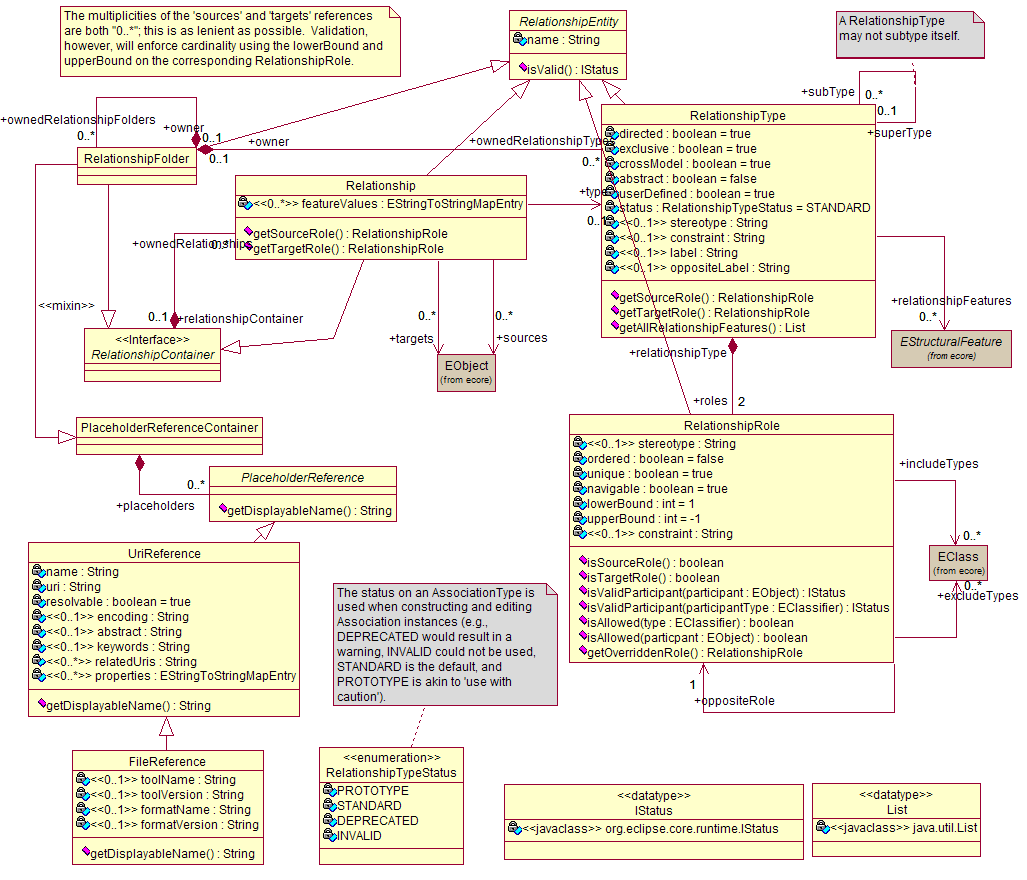 The multiplicities of the 'sources' and 'targets' references
are both "0..*"; this is as lenient as possible.  Validation,
however, will enforce cardinality using the lowerBound and
upperBound on the corresponding RelationshipRole.
RelationshipEntity
name : String
isValid() : IStatus
A RelationshipType
may not subtype itself.
+subType
0..*
0..1
+superType
+ownedRelationshipFolders
0..*
+owner
0..1
RelationshipFolder
0..1
+owner
+ownedRelationshipTypes
0..*
RelationshipType
directed : boolean = true
exclusive : boolean = true
crossModel : boolean = true
abstract : boolean = false
userDefined : boolean = true
status : RelationshipTypeStatus = STANDARD
<<0..1>> stereotype : String
<<0..1>> constraint : String
<<0..1>> label : String
<<0..1>> oppositeLabel : String
getSourceRole() : RelationshipRole
getTargetRole() : RelationshipRole
getAllRelationshipFeatures() : List
Relationship
<<0..*>> featureValues : EStringToStringMapEntry
getSourceRole() : RelationshipRole
getTargetRole() : RelationshipRole
+type
0..1
+ownedRelationships
0..*
<<mixin>>
0..1
+relationshipContainer
<<Interface>>
RelationshipContainer
0..*
+targets
0..*
+sources
EObject
(from ecore)
+relationshipFeatures
0..*
EStructuralFeature
(from ecore)
+relationshipType
+roles
2
PlaceholderReferenceContainer
0..*
+placeholders
PlaceholderReference
getDisplayableName() : String
RelationshipRole
<<0..1>> stereotype : String
ordered : boolean = false
unique : boolean = true
navigable : boolean = true
lowerBound : int = 1
upperBound : int = -1
<<0..1>> constraint : String
isSourceRole() : boolean
isTargetRole() : boolean
isValidParticipant(participant : EObject) : IStatus
isValidParticipant(participantType : EClassifier) : IStatus
isAllowed(type : EClassifier) : boolean
isAllowed(particpant : EObject) : boolean
getOverriddenRole() : RelationshipRole
+includeTypes
0..*
EClass
(from ecore)
0..*
+excludeTypes
1
+oppositeRole
UriReference
name : String
uri : String
resolvable : boolean = true
<<0..1>> encoding : String
<<0..1>> abstract : String
<<0..1>> keywords : String
<<0..*>> relatedUris : String
<<0..*>> properties : EStringToStringMapEntry
getDisplayableName() : String
The status on an AssociationType is
used when constructing and editing
Association instances (e.g.,
DEPRECATED would result in a
warning, INVALID could not be used,
STANDARD is the default, and
PROTOTYPE is akin to 'use with
caution').
FileReference
<<0..1>> toolName : String
<<0..1>> toolVersion : String
<<0..1>> formatName : String
<<0..1>> formatVersion : String
getDisplayableName() : String
<<enumeration>>
RelationshipTypeStatus
PROTOTYPE
STANDARD
DEPRECATED
INVALID
<<datatype>>
IStatus
<<javaclass>> org.eclipse.core.runtime.IStatus
<<datatype>>
List
<<javaclass>> java.util.List